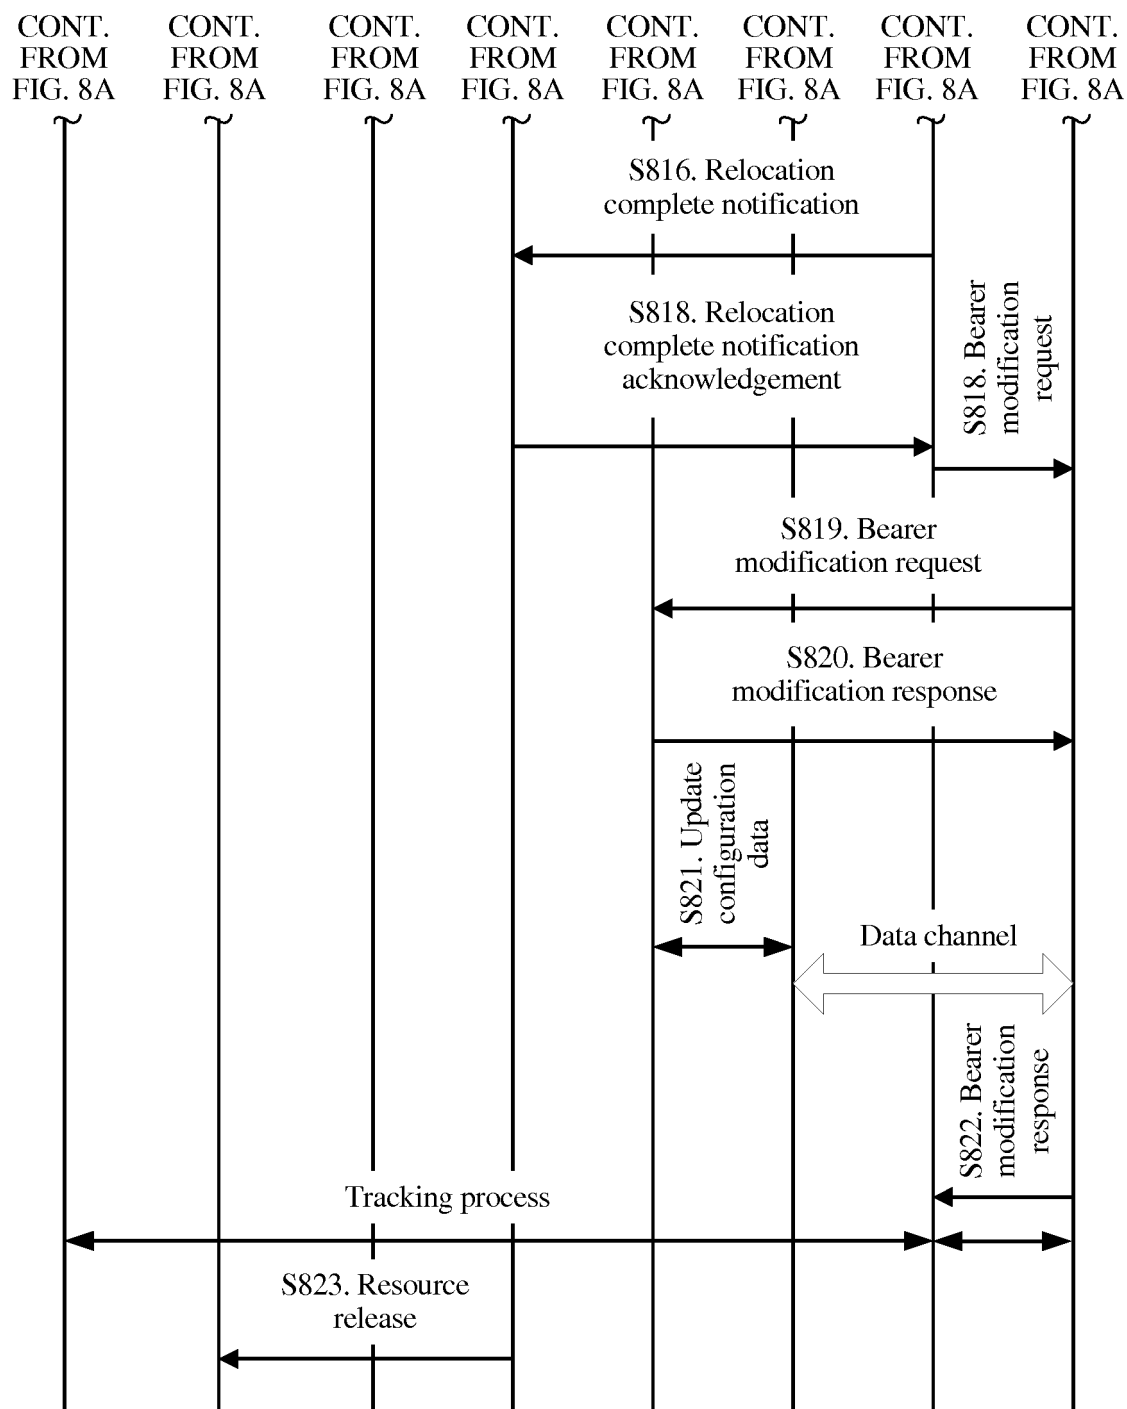 CONT.
FROM
FIG. 8A
CONT.
FROM
FIG. 8A
CONT.
FROM
FIG. 8A
CONT.
FROM
FIG. 8A
CONT.
FROM
FIG. 8A
CONT.
FROM
FIG. 8A
CONT.
FROM
FIG. 8A
CONT.
FROM
FIG. 8A
S816. Relocation
complete notification
S818. Relocation
complete notification
acknowledgement
S818. Bearer
modification
request
S819. Bearer
modification request
S820. Bearer
modification response
S821. Update
configuration
data
Data channel
S822. Bearer
modification
response
Tracking process
S823. Resource
release